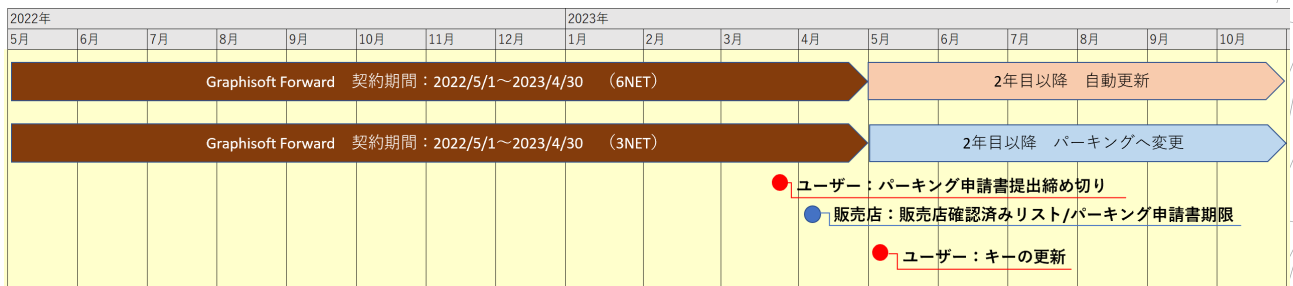 2022年 2023年
5月 6月 7月 8月 9月 10月 11月 12月 1月 2月 3月 4月 5月 6月 7月 8月 9月 10月
Graphisoft Forward 契約期間：2022/5/1～2023/4/30 （6NET） 2年目以降 自動更新
Graphisoft Forward 契約期間：2022/5/1～2023/4/30 （3NET） 2年目以降 パーキングへ変更
ユーザー：パーキング申請書提出締め切り
販売店：販売店確認済みリスト/パーキング申請書期限
ユーザー：キーの更新